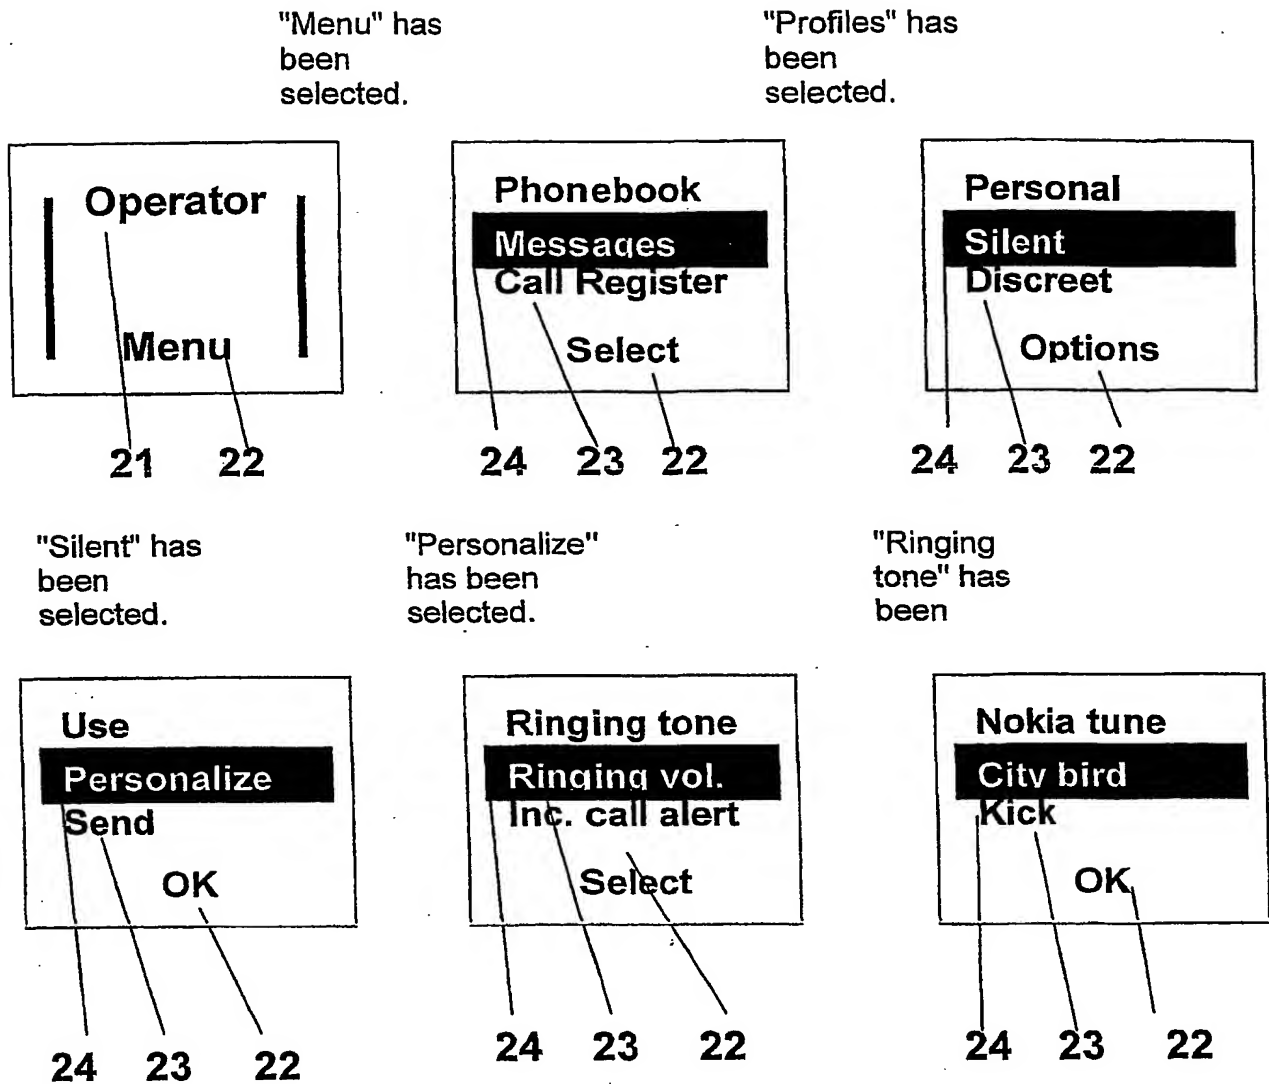 "Menu" has
been
selected.
"Profiles" has
been
selected.
Operator
Menu
21 22
Phonebook
Messages
Call Register
Select
24 23 22
Personal
Silent
Discreet
Options
24 23 22
"Silent" has
been
selected.
"Personalize"
has been
selected.
"Ringing
tone" has
been
Use
Personalize
Send
OK
24 23 22
Ringing tone
Ringing vol.
Inc. call alert
Select
24 23 22
Nokia tune
City bird
Kick
OK
24 23 22